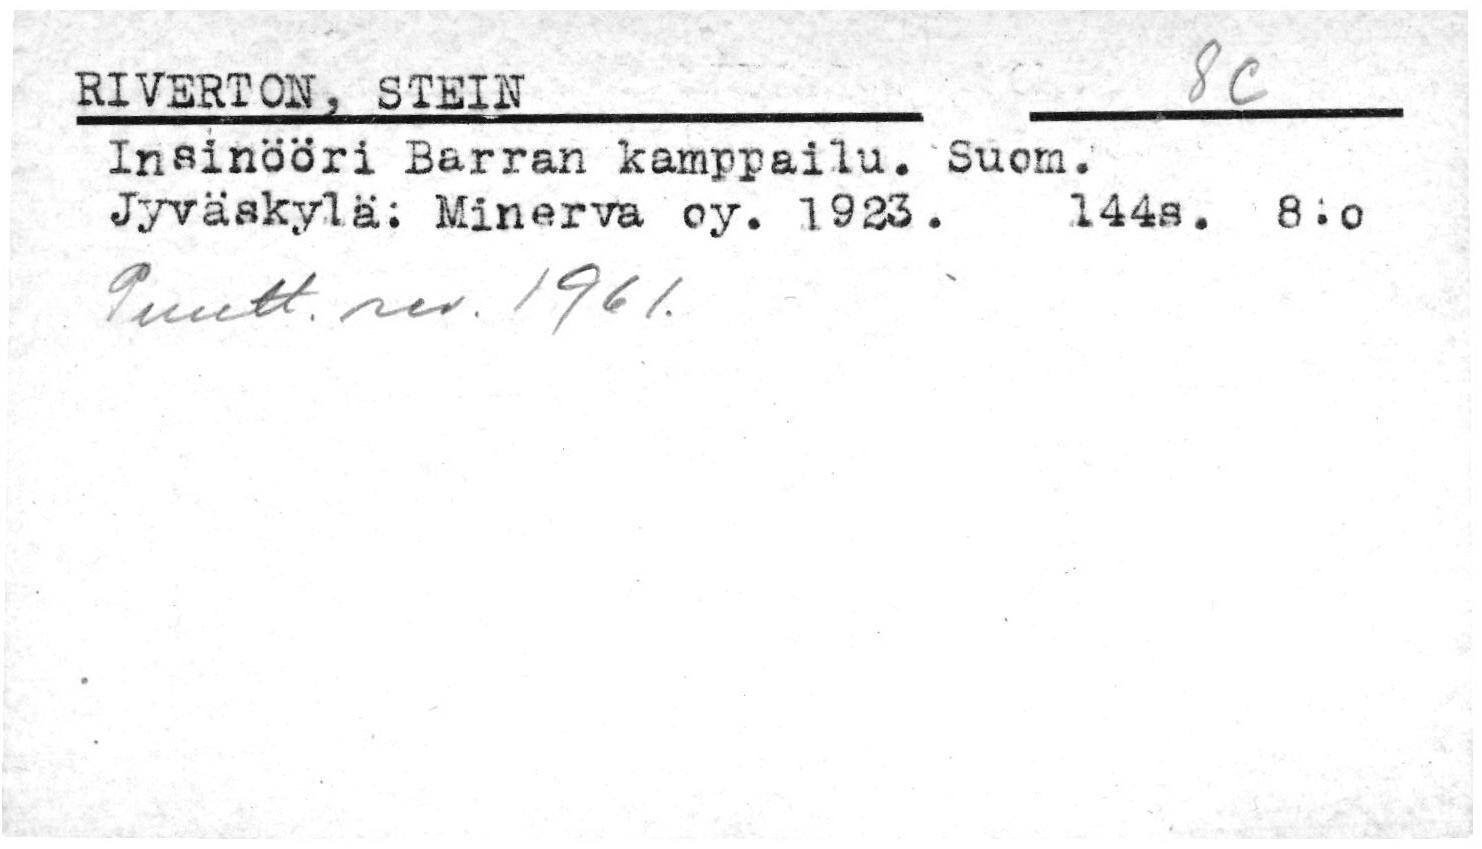 RIVERTON, STEIN 8C
Insinööri Barran kamppailu. Suom.
Jyväskylä: Minerva oy. 1923. 144s. 8:o
Puutt. rev. 1961.